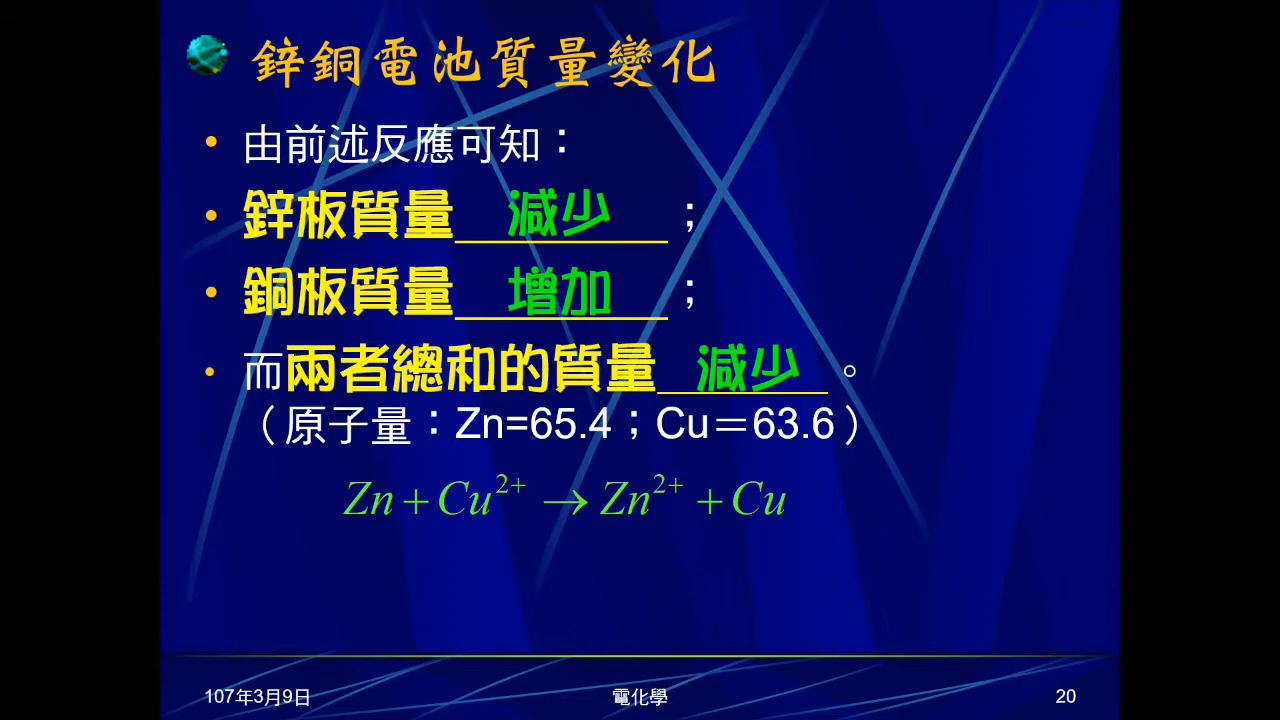 鋅銅電池質量變化
• 由前述反應可知：
• 鋅板質量 減少 ；
• 銅板質量 增加 ；
• 而兩者總和的質量 減少 。
（原子量：Zn=65.4；Cu＝63.6）
Zn + Cu²⁺ → Zn²⁺ + Cu
107年3月9日 電化學 20